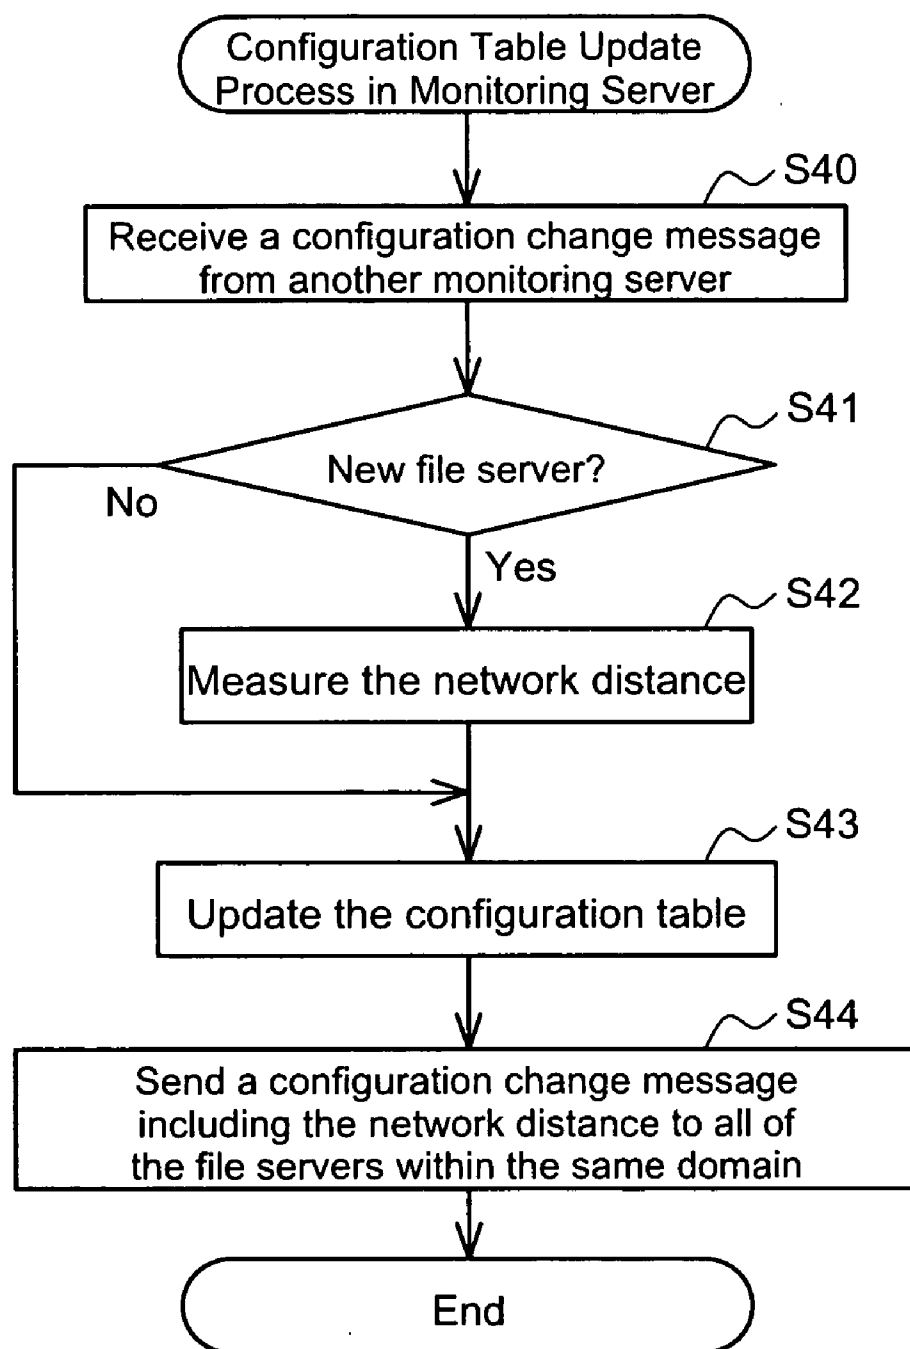 Configuration Table Update
Process in Monitoring Server
S40
Receive a configuration change message
from another monitoring server
S41
New file server?
No
Yes
S42
Measure the network distance
S43
Update the configuration table
S44
Send a configuration change message
including the network distance to all of
the file servers within the same domain
End